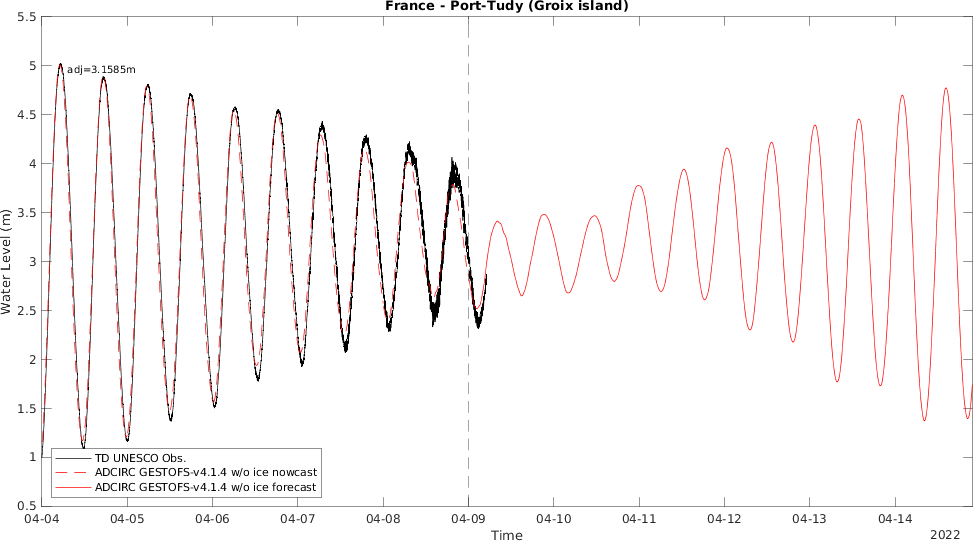 France - Port-Tudy (Groix island)
5.5
5
4.5
4
3.5
3
2.5
2
1.5
1
0.5
Water Level (m)
adj=3.1585m
TD UNESCO Obs.
ADCIRC GESTOFS-v4.1.4 w/o ice nowcast
ADCIRC GESTOFS-v4.1.4 w/o ice forecast
04-04 04-05 04-06 04-07 04-08 04-09 04-10 04-11 04-12 04-13 04-14
Time
2022